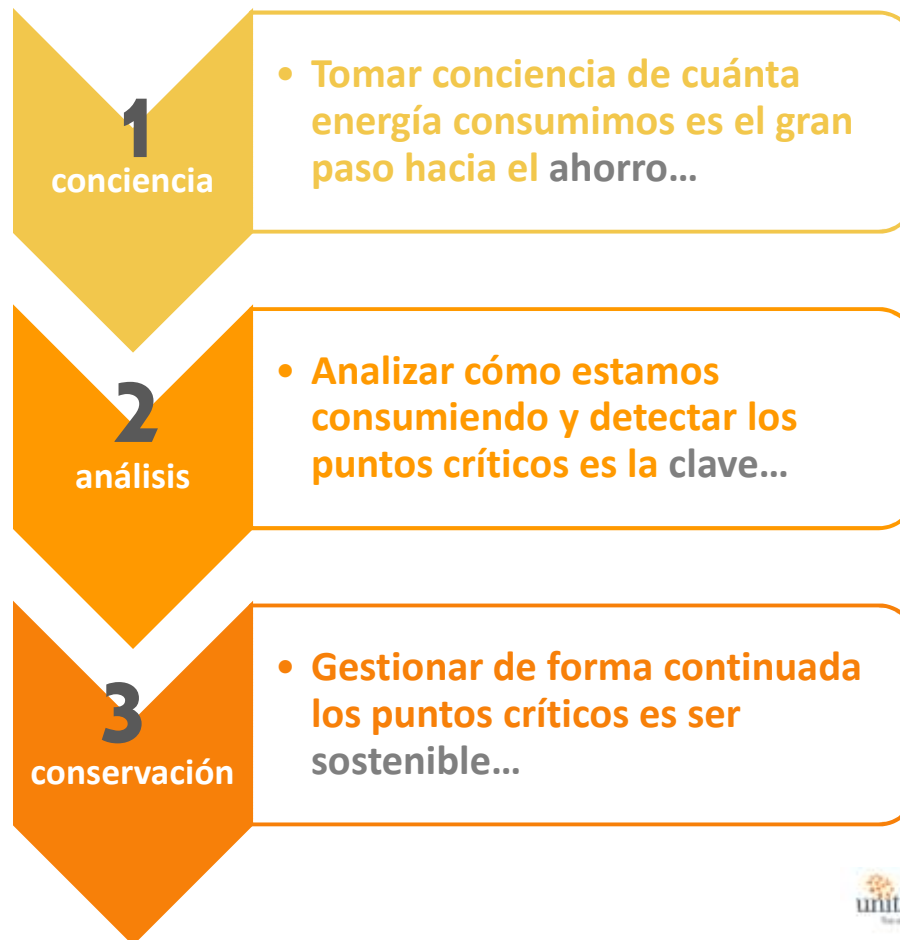 1
conciencia
• Tomar conciencia de cuánta
energía consumimos es el gran
paso hacia el ahorro...
2
análisis
• Analizar cómo estamos
consumiendo y detectar los
puntos críticos es la clave...
3
conservación
• Gestionar de forma continuada
los puntos críticos es ser
sostenible...